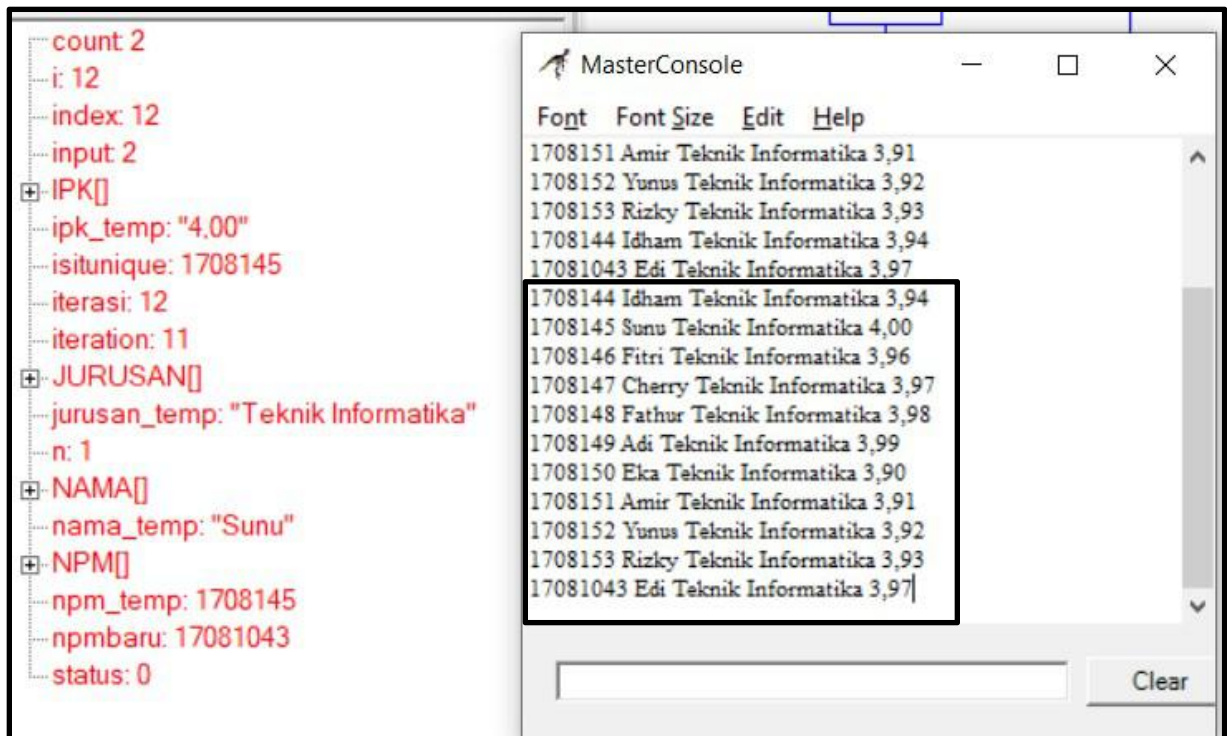 count: 2
i: 12
index: 12
input: 2
IPK[]
ipk_temp: "4,00"
isitunique: 1708145
iterasi: 12
iteration: 11
JURUSAN[]
jurusan_temp: "Teknik Informatika"
n: 1
NAMA[]
nama_temp: "Sunu"
NPM[]
npm_temp: 1708145
npmbaru: 17081043
status: 0
MasterConsole
Font Font Size Edit Help
1708151 Amir Teknik Informatika 3,91
1708152 Yunus Teknik Informatika 3,92
1708153 Rizky Teknik Informatika 3,93
1708144 Idham Teknik Informatika 3,94
17081043 Edi Teknik Informatika 3,97
1708144 Idham Teknik Informatika 3,94
1708145 Sunu Teknik Informatika 4,00
1708146 Fitri Teknik Informatika 3,96
1708147 Cherry Teknik Informatika 3,97
1708148 Fathur Teknik Informatika 3,98
1708149 Adi Teknik Informatika 3,99
1708150 Eka Teknik Informatika 3,90
1708151 Amir Teknik Informatika 3,91
1708152 Yunus Teknik Informatika 3,92
1708153 Rizky Teknik Informatika 3,93
17081043 Edi Teknik Informatika 3,97
Clear